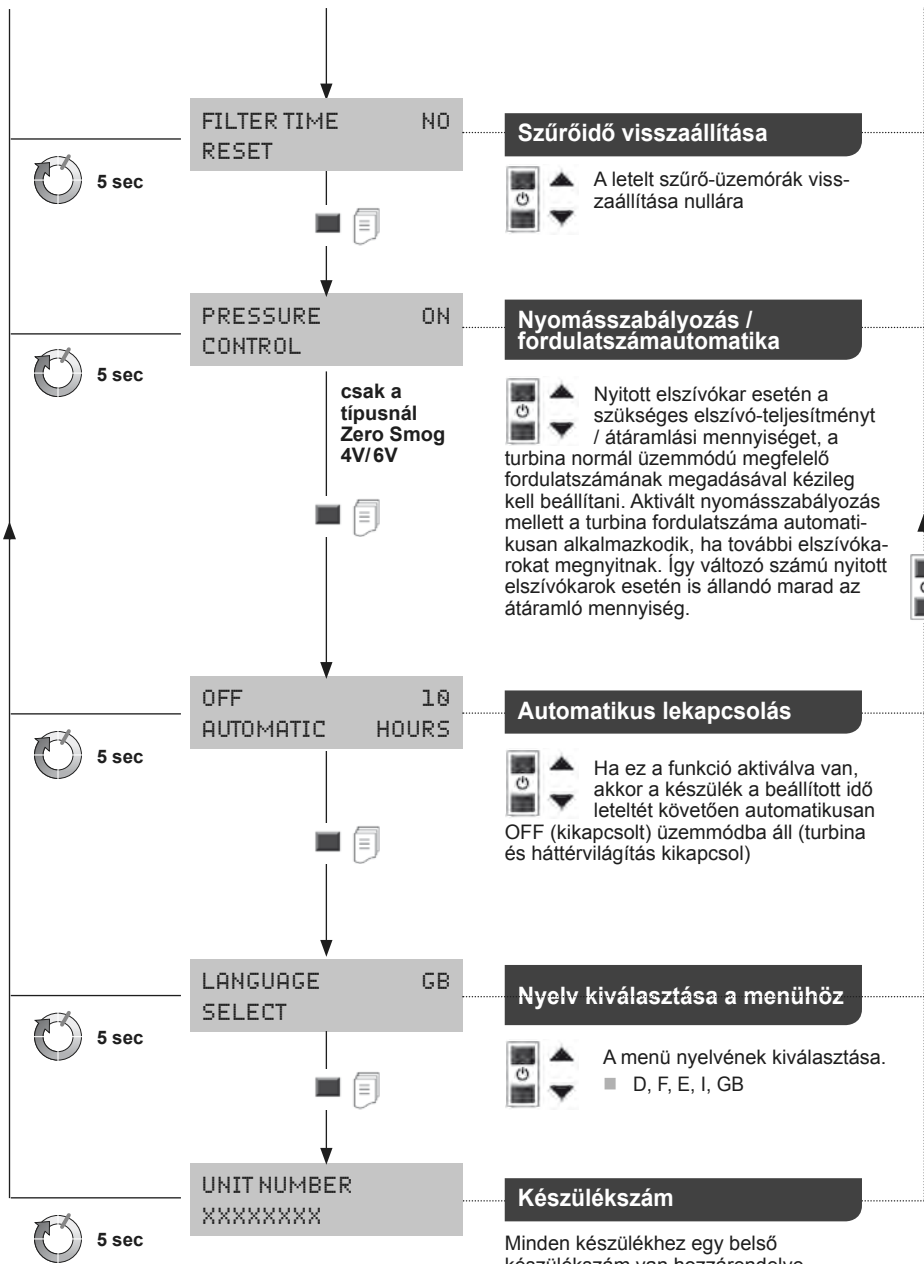 FILTER TIME NO
RESET
Szűrőidő visszaállítása
5 sec
A letelt szűrő-üzemórák vissz-
zaállítása nullára
PRESSURE ON
CONTROL
Nyomásszabályozás /
fordulatszámautomatika
5 sec
csak a
típusnál
Zero Smog
4V/ 6V
Nyitott elszívókar esetén a
szükséges elszívó-teljesítményt
/ átáramlási mennyiséget, a
turbina normál üzemmódú megfelelő
fordulatszámának megadásával kézileg
kell beállítani. Aktivált nyomásszabályozás
mellett a turbina fordulatszáma automati-
kusan alkalmazkodik, ha további elszívóka-
rokat megnyitnak. Így változó számú nyitott
elszívókarok esetén is állandó marad az
átáramló mennyiség.
OFF 10
AUTOMATIC HOURS
Automatikus lekapcsolás
5 sec
Ha ez a funkció aktiválva van,
akkor a készülék a beállított idő
leteltét követően automatikusan
OFF (kikapcsolt) üzemmódba áll (turbina
és háttérvilágítás kikapcsol)
LANGUAGE GB
SELECT
Nyelv kiválasztása a menühöz
5 sec
A menü nyelvének kiválasztása.
D, F, E, I, GB
UNIT NUMBER
XXXXXXXX
Készülékszám
5 sec
Minden készülékhez egy belső
készülékszám van hozzárendelve